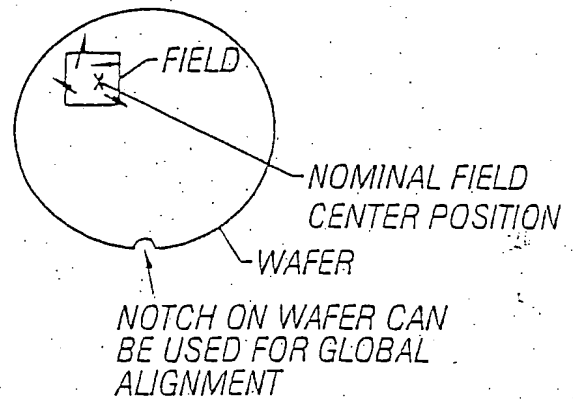 FIELD
NOMINAL FIELD
CENTER POSITION
WAFER
NOTCH ON WAFER CAN
BE USED FOR GLOBAL
ALIGNMENT